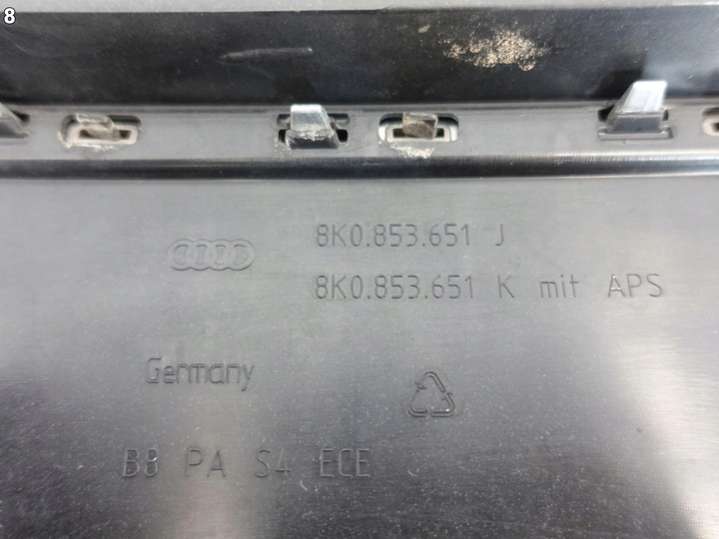 8
8K0.853.651 J
8K0.853.651 K mit APS
Germany
B8 PA S4 ECE